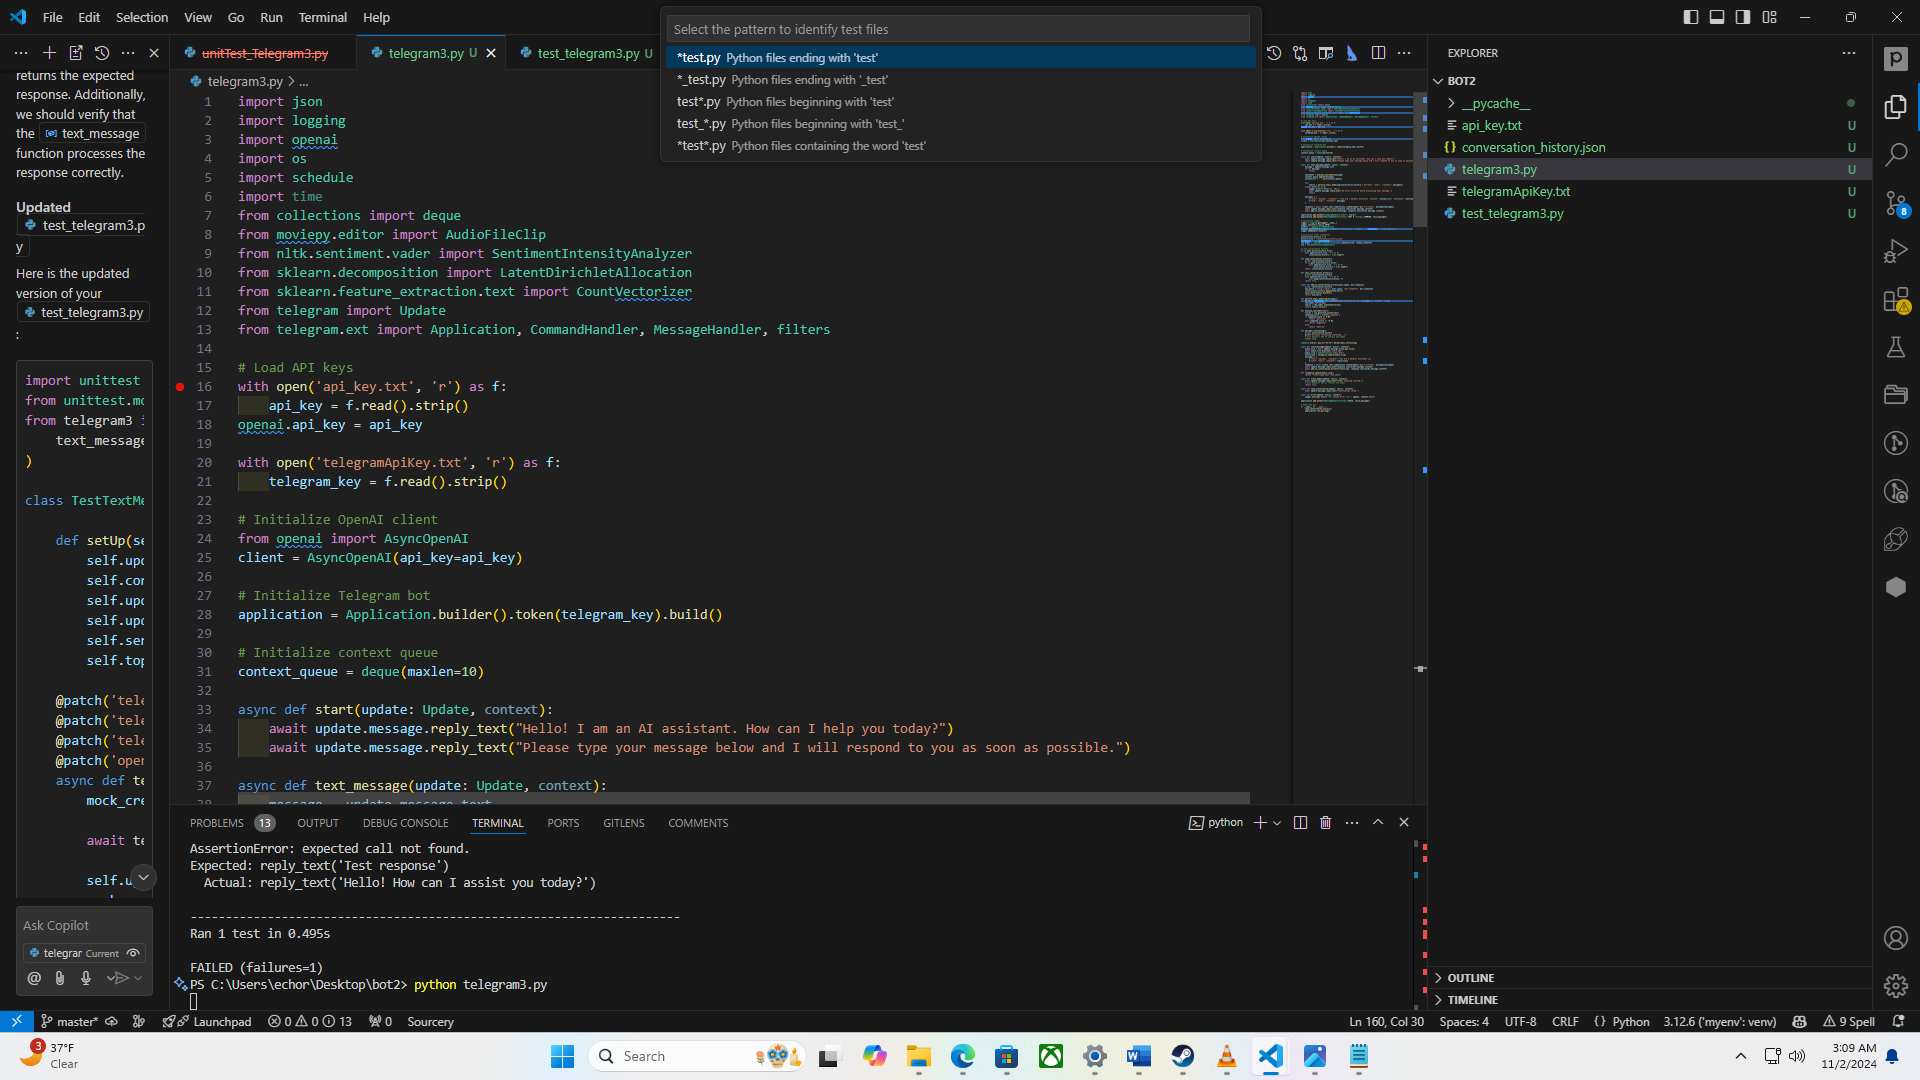 File Edit Selection View Go Run Terminal Help
Select the pattern to identify test files
*test.py Python files ending with 'test'
*_test.py Python files ending with '_test'
test*.py Python files beginning with 'test'
test_*.py Python files beginning with 'test_'
*test*.py Python files containing the word 'test'
unitTest_Telegram3.py
telegram3.py U
test_telegram3.py U
telegram3.py > ...
returns the expected
response. Additionally,
we should verify that
the text_message
function processes the
response correctly.
Updated
test_telegram3.p
y
Here is the updated
version of your
test_telegram3.py
:
import unittest
from unittest.mo
from telegram3 i
text_message
)
class TestTextMe
def setUp(se
self.upd
self.con
self.upd
self.upd
self.sen
self.top
@patch('tele
@patch('tele
@patch('tele
@patch('open
async def te
mock_cre
await te
self.u
Ask Copilot
telegrar Current
1 import json
2 import logging
3 import openai
4 import os
5 import schedule
6 import time
7 from collections import deque
8 from moviepy.editor import AudioFileClip
9 from nltk.sentiment.vader import SentimentIntensityAnalyzer
10 from sklearn.decomposition import LatentDirichletAllocation
11 from sklearn.feature_extraction.text import CountVectorizer
12 from telegram import Update
13 from telegram.ext import Application, CommandHandler, MessageHandler, filters
14
15 # Load API keys
16 with open('api_key.txt', 'r') as f:
17 api_key = f.read().strip()
18 openai.api_key = api_key
19
20 with open('telegramApiKey.txt', 'r') as f:
21 telegram_key = f.read().strip()
22
23 # Initialize OpenAI client
24 from openai import AsyncOpenAI
25 client = AsyncOpenAI(api_key=api_key)
26
27 # Initialize Telegram bot
28 application = Application.builder().token(telegram_key).build()
29
30 # Initialize context queue
31 context_queue = deque(maxlen=10)
32
33 async def start(update: Update, context):
34 await update.message.reply_text("Hello! I am an AI assistant. How can I help you today?")
35 await update.message.reply_text("Please type your message below and I will respond to you as soon as possible.")
36
37 async def text_message(update: Update, context):
38 message = update.message.text
PROBLEMS 13 OUTPUT DEBUG CONSOLE TERMINAL PORTS GITLENS COMMENTS
python
AssertionError: expected call not found.
Expected: reply_text('Test response')
Actual: reply_text('Hello! How can I assist you today?')
----------------------------------------------------------------------
Ran 1 test in 0.495s
FAILED (failures=1)
PS C:\Users\echor\Desktop\bot2> python telegram3.py
EXPLORER
BOT2
__pycache__
api_key.txt U
conversation_history.json U
telegram3.py U
telegramApiKey.txt U
test_telegram3.py U
OUTLINE
TIMELINE
8
master* Launchpad 0 0 13 0 Sourcery
Ln 160, Col 30 Spaces: 4 UTF-8 CRLF Python 3.12.6 ('myenv': venv) 9 Spell
3
37°F
Clear
Search
3:09 AM
11/2/2024